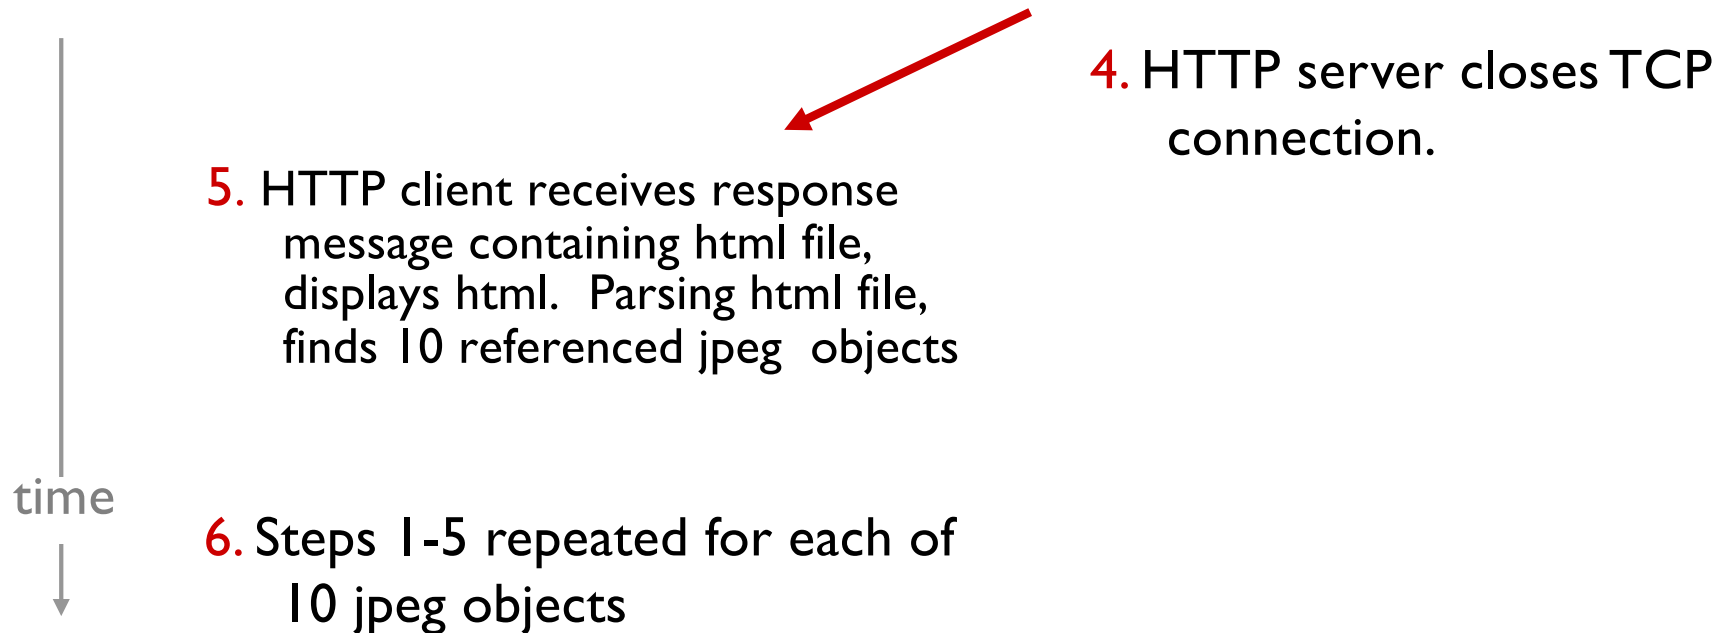 4. HTTP server closes TCP
connection.
5. HTTP client receives response
message containing html file,
displays html.  Parsing html file,
finds 10 referenced jpeg  objects
time
6. Steps 1-5 repeated for each of
10 jpeg objects